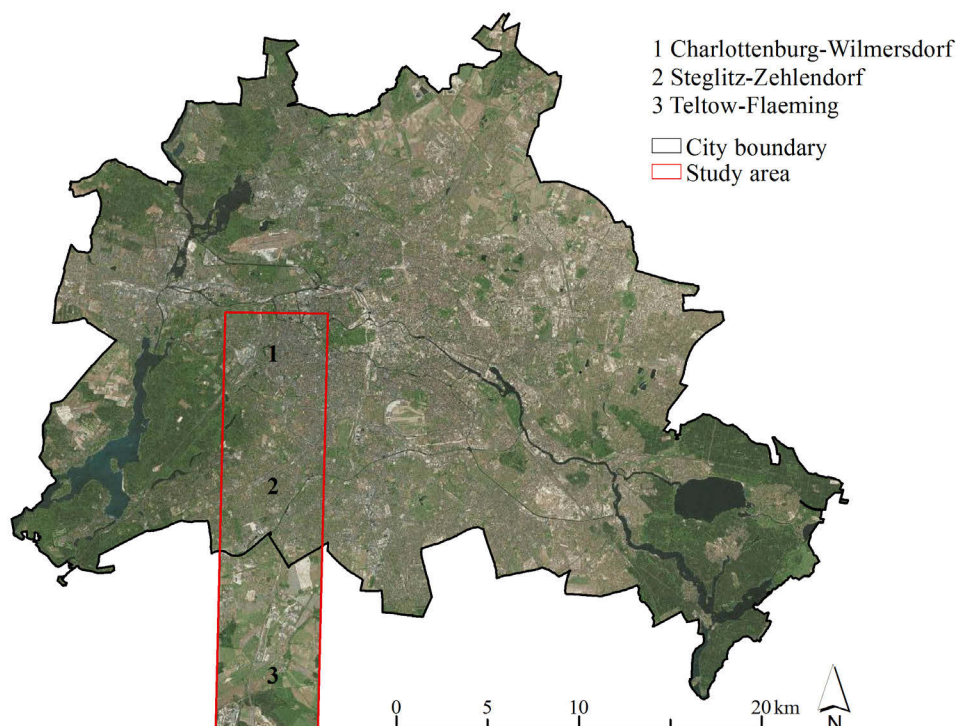 1 Charlottenburg-Wilmersdorf
2 Steglitz-Zehlendorf
3 Teltow-Flaeming
City boundary
Study area
1
2
3
0 5 10 20 km
N